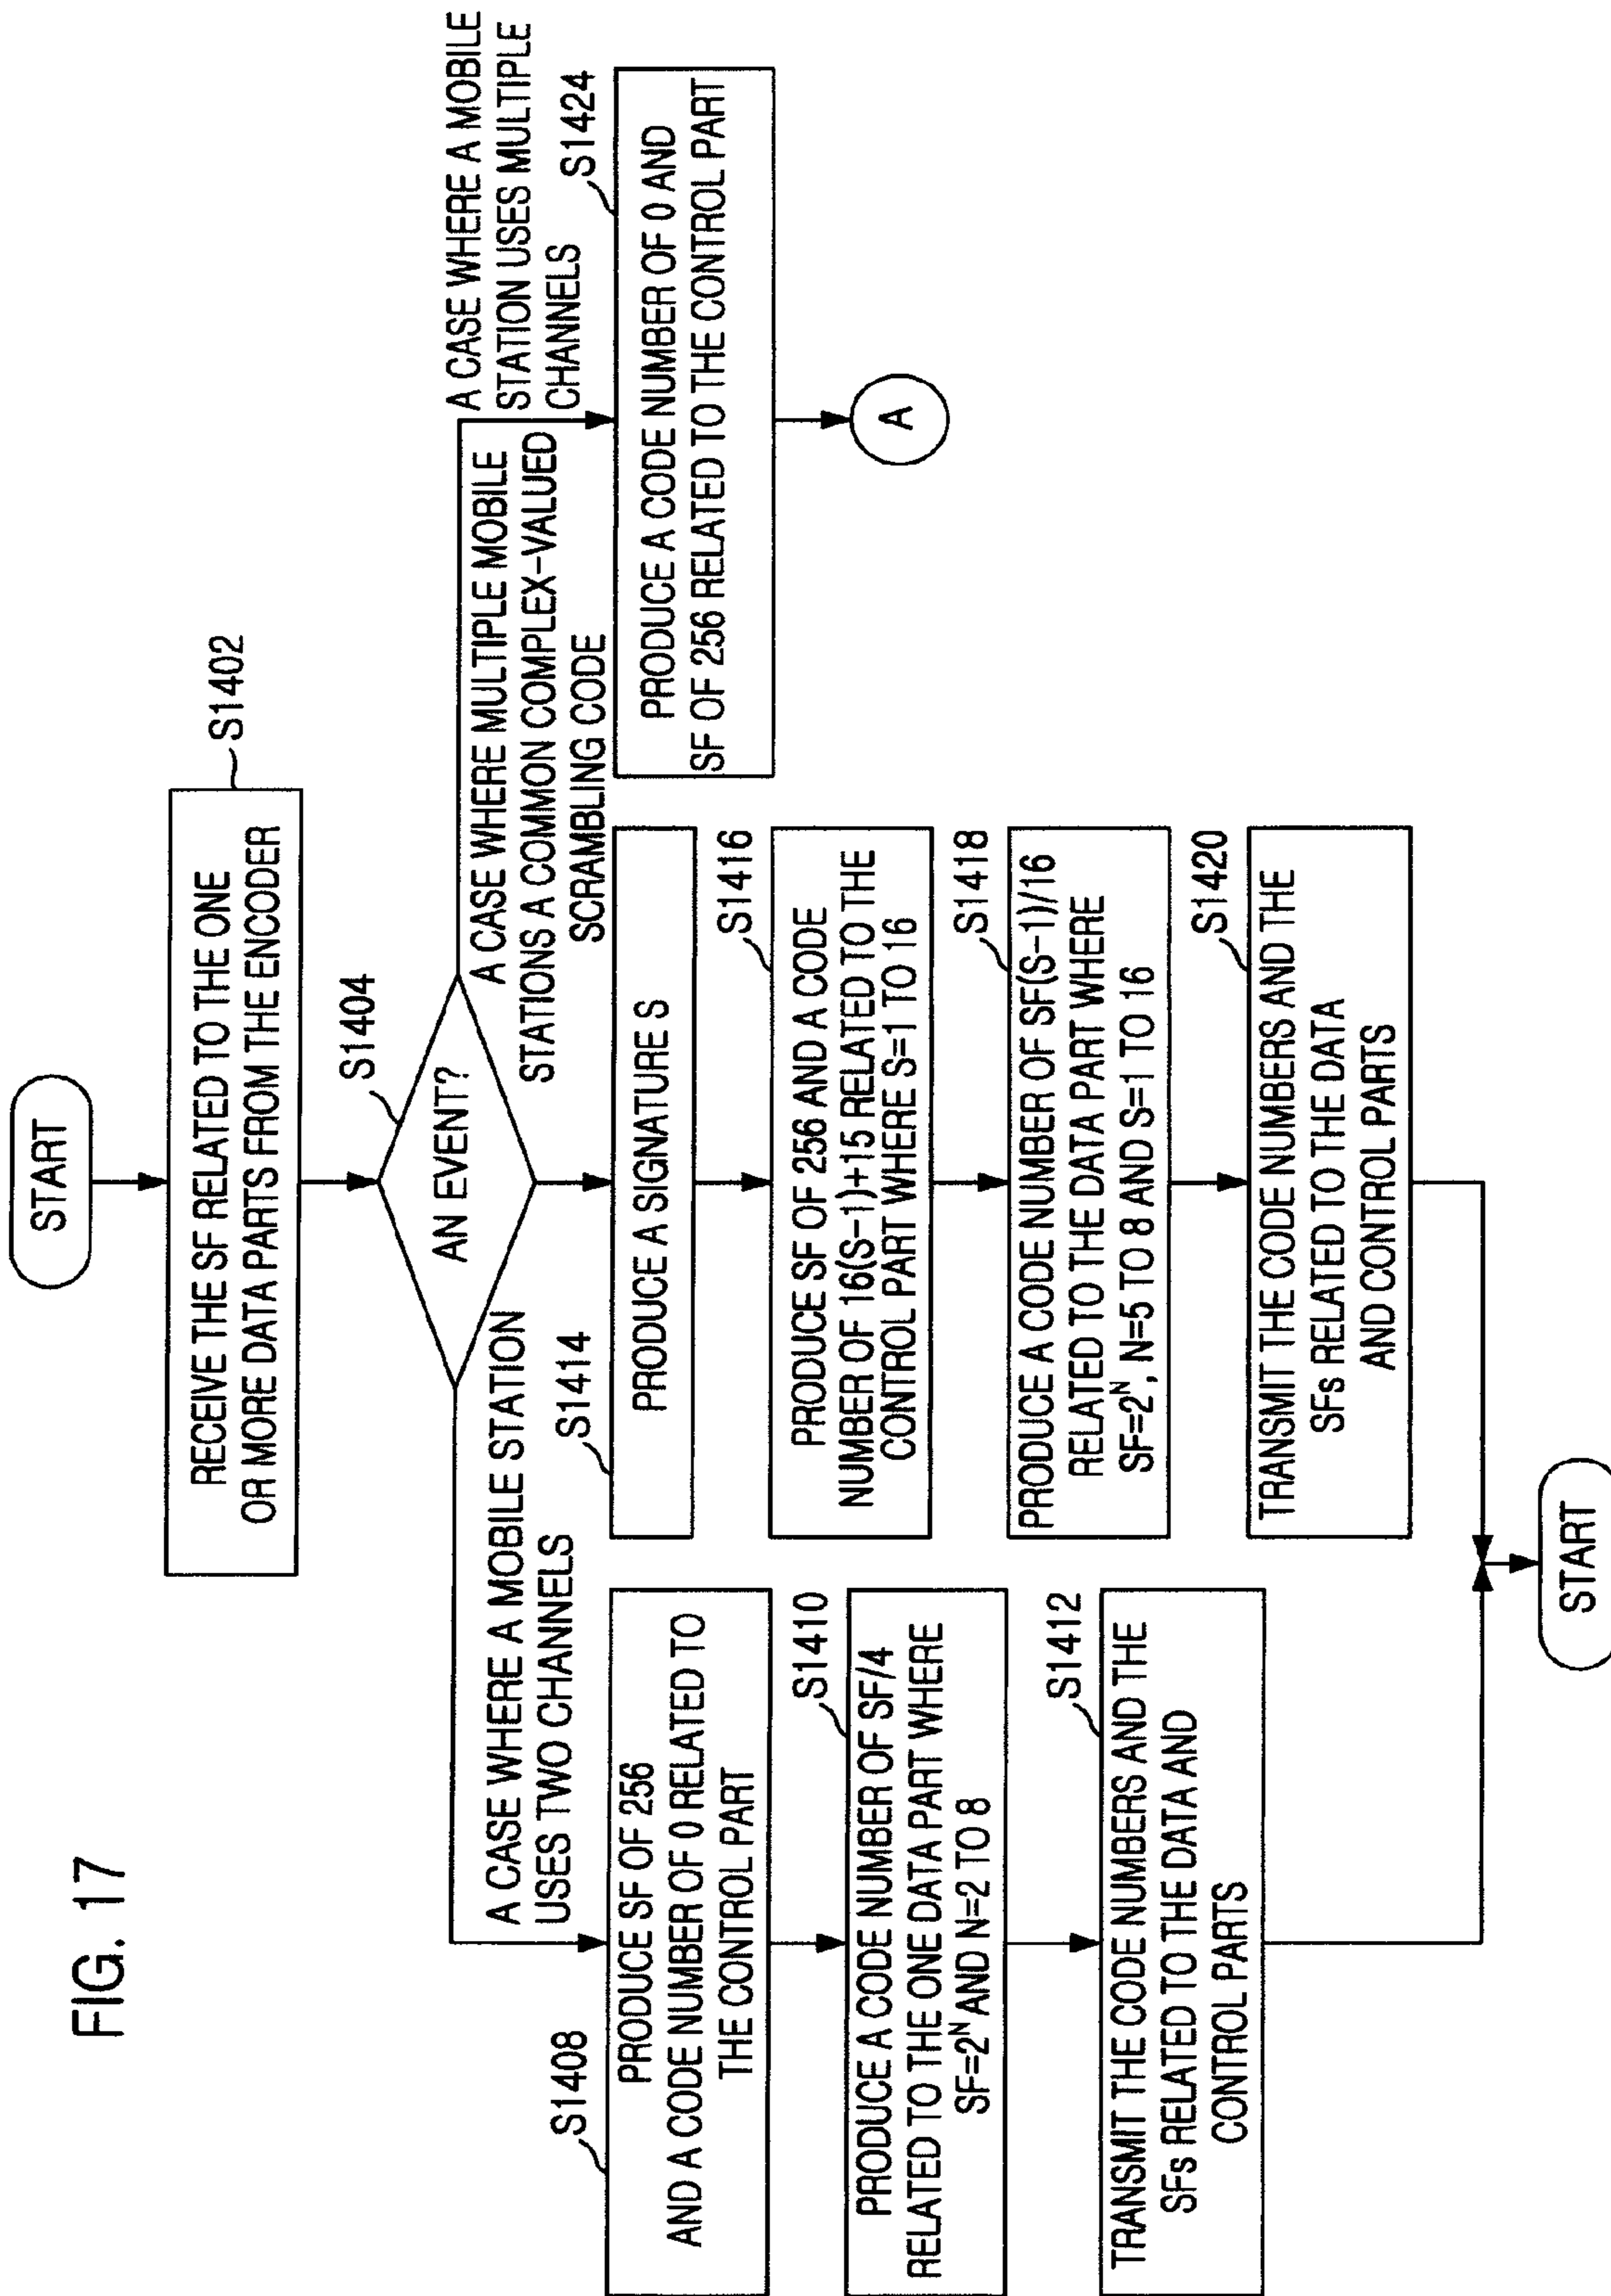 FIG. 17
START
S1402
RECEIVE THE SF RELATED TO THE ONE
OR MORE DATA PARTS FROM THE ENCODER
S1404
AN EVENT?
A CASE WHERE A MOBILE STATION
USES TWO CHANNELS
S1408
PRODUCE SF OF 256
AND A CODE NUMBER OF 0 RELATED TO
THE CONTROL PART
S1410
PRODUCE A CODE NUMBER OF SF/4
RELATED TO THE ONE DATA PART WHERE
SF=2^N AND N=2 TO 8
S1412
TRANSMIT THE CODE NUMBERS AND THE
SFs RELATED TO THE DATA AND
CONTROL PARTS
A CASE WHERE MULTIPLE MOBILE
STATIONS A COMMON COMPLEX-VALUED
SCRAMBLING CODE
S1414
PRODUCE A SIGNATURE S
S1416
PRODUCE SF OF 256 AND A CODE
NUMBER OF 16(S-1)+15 RELATED TO THE
CONTROL PART WHERE S=1 TO 16
S1418
PRODUCE A CODE NUMBER OF SF(S-1)/16
RELATED TO THE DATA PART WHERE
SF=2^N, N=5 TO 8 AND S=1 TO 16
S1420
TRANSMIT THE CODE NUMBERS AND THE
SFs RELATED TO THE DATA
AND CONTROL PARTS
A CASE WHERE A MOBILE
STATION USES MULTIPLE
CHANNELS
S1424
PRODUCE A CODE NUMBER OF 0 AND
SF OF 256 RELATED TO THE CONTROL PART
A
START